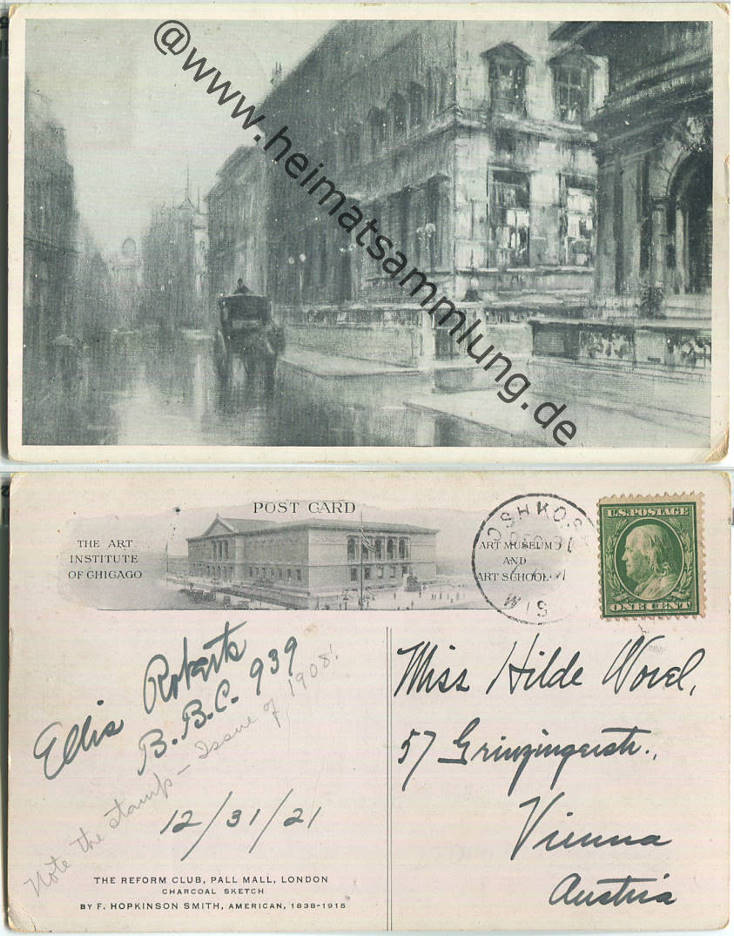 @www.heimatsammlung.de
POST CARD
THE ART
INSTITUTE
OF CHICAGO
ART MUSEUM
AND
ART SCHOOL
OSHKOS
WIS
U.S. POSTAGE
ONE CENT
Ellis Roberts
B.B.C. 939
Note the stamp - Issue of 1908!
12/31/21
Miss Hilde
57 Grinzingerstr.,
Vienna
Austria
THE REFORM CLUB, PALL MALL, LONDON
CHARCOAL SKETCH
BY F. HOPKINSON SMITH, AMERICAN, 1838-1915